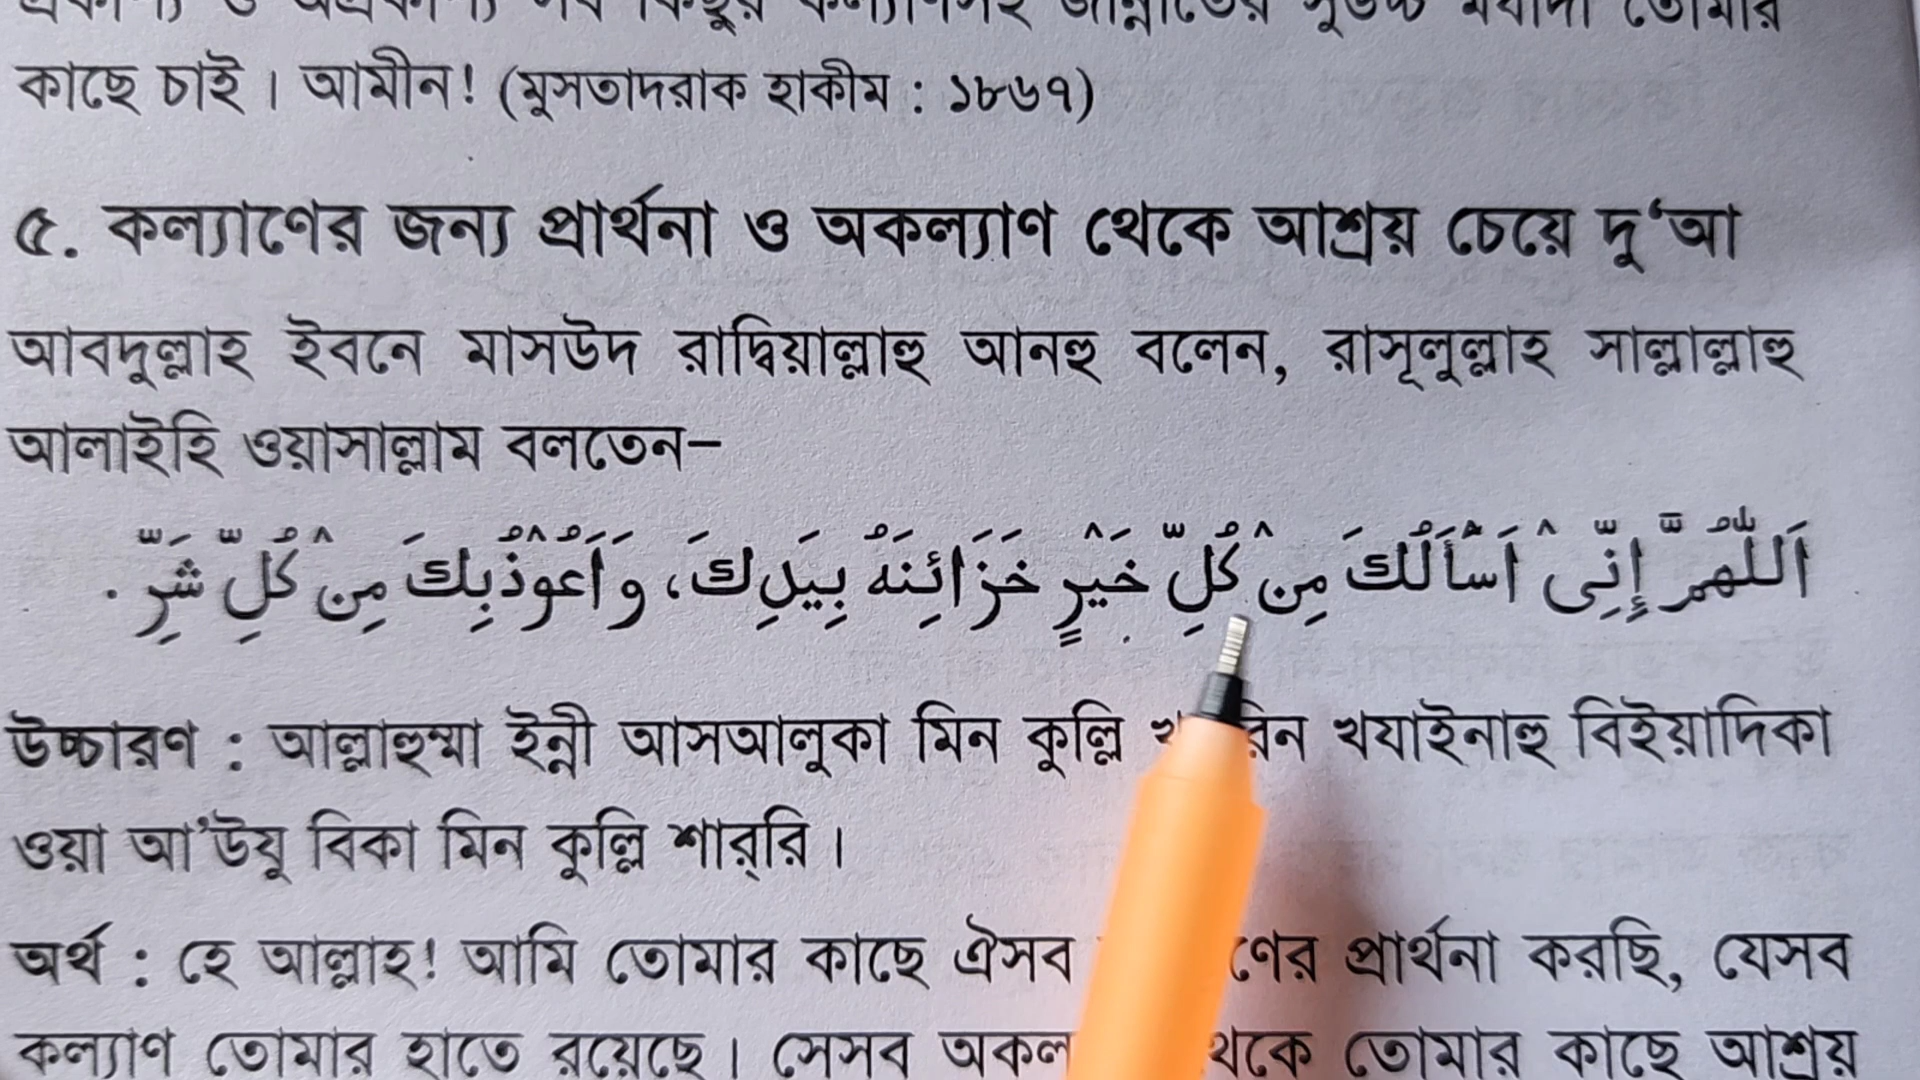 কাছে চাই। আমীন! (মুসতাদরাক হাকীম : ১৮৬৭)
৫. কল্যাণের জন্য প্রার্থনা ও অকল্যাণ থেকে আশ্রয় চেয়ে দু‘আ
আবদুল্লাহ ইবনে মাসউদ রাদ্বিয়াল্লাহু আনহু বলেন, রাসূলুল্লাহ সাল্লাল্লাহু
আলাইহি ওয়াসাল্লাম বলতেন–
اَللّٰهُمَّ إِنِّىْ اَسْأَلُكَ مِنْ كُلِّ خَيْرٍ خَزَائِنَهُ بِيَدِكَ، وَاَعُوْذُبِكَ مِنْ كُلِّ شَرِّ .
উচ্চারণ : আল্লাহুম্মা ইন্নী আসআলুকা মিন কুল্লি খযাইনাহু বিইয়াদিকা
ওয়া আ'উযু বিকা মিন কুল্লি শার্‌রি।
অর্থ : হে আল্লাহ! আমি তোমার কাছে ঐসব প্রার্থনা করছি, যেসব
কল্যাণ তোমার হাতে রয়েছে। সেসব থেকে তোমার কাছে আশ্রয়